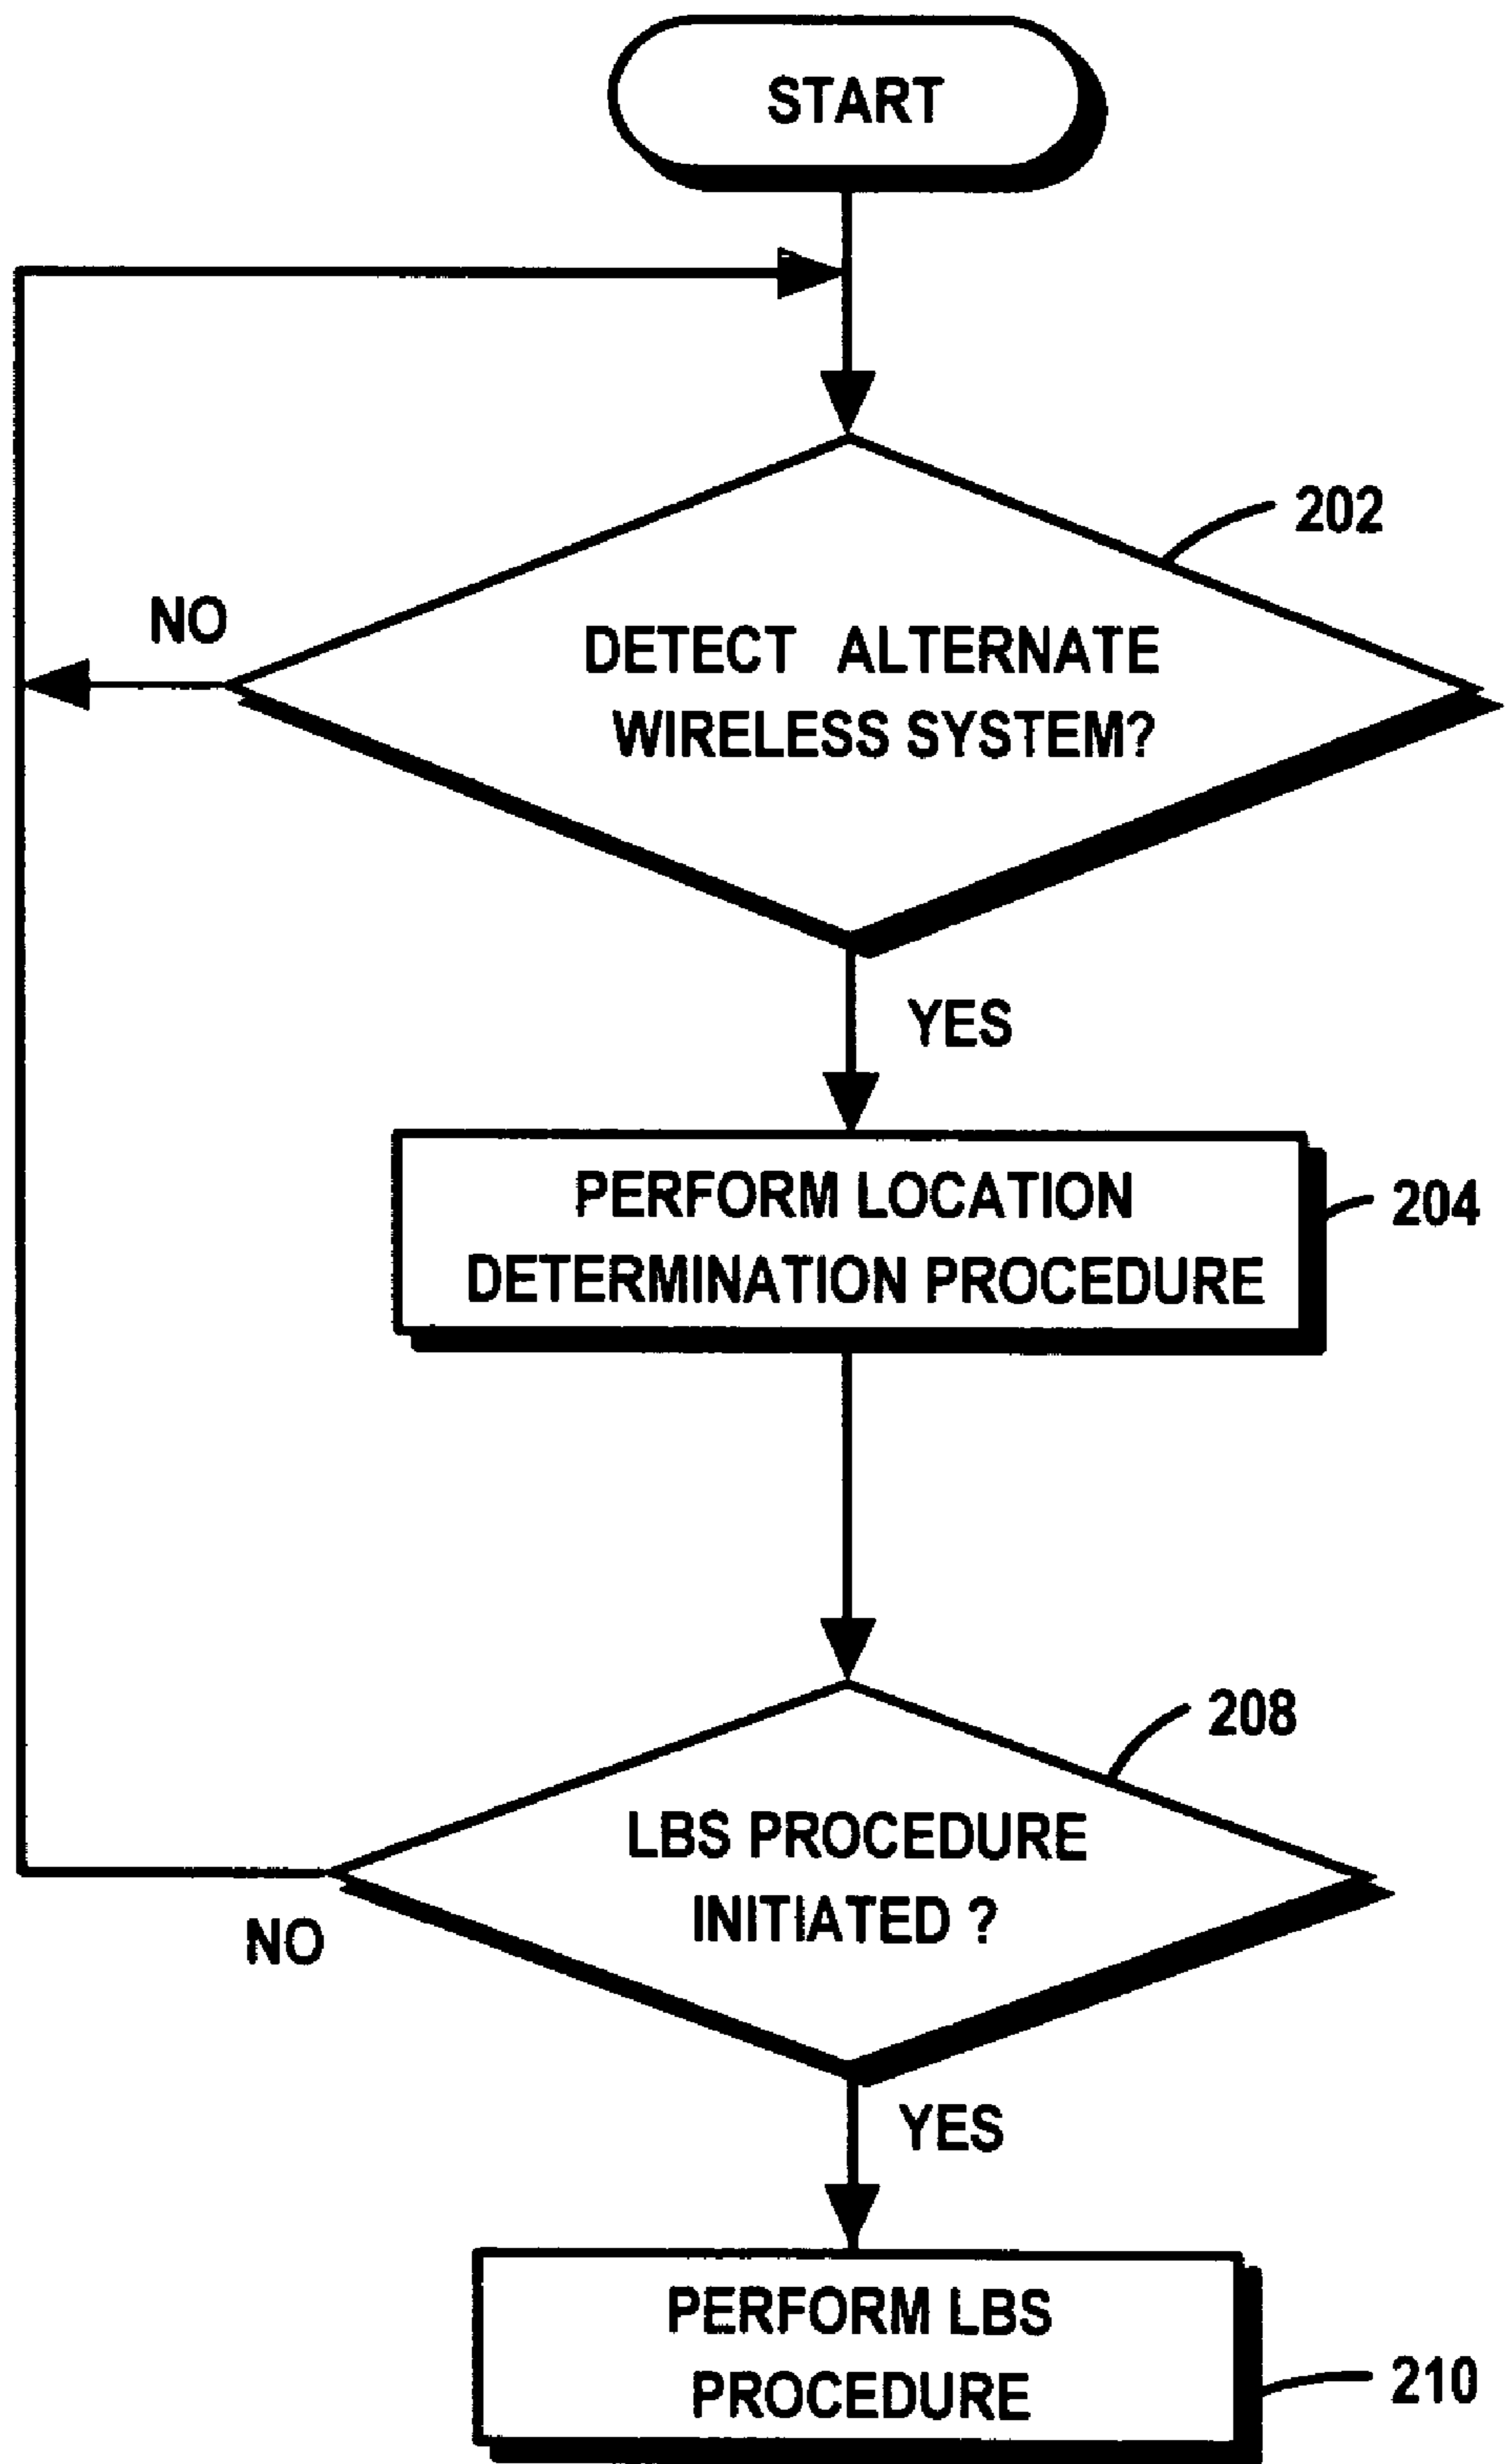 START
202
NO
DETECT ALTERNATE
WIRELESS SYSTEM?
YES
PERFORM LOCATION
DETERMINATION PROCEDURE
204
208
LBS PROCEDURE
INITIATED ?
NO
YES
PERFORM LBS
PROCEDURE
210